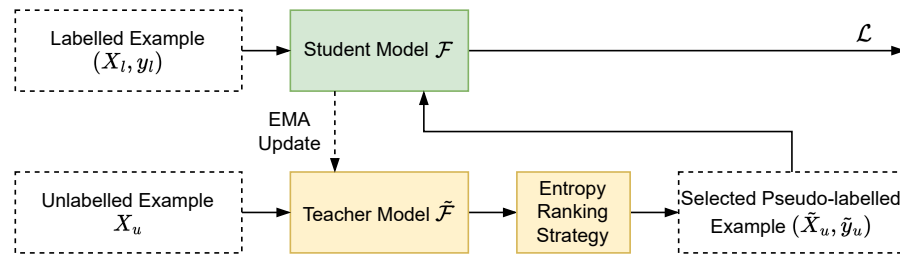 Labelled Example
(X_l, y_l)
Student Model ℱ
ℒ
EMA
Update
Unlabelled Example
X_u
Teacher Model ℱ̃
Entropy
Ranking
Strategy
Selected Pseudo-labelled
Example (X̃_u, ỹ_u)